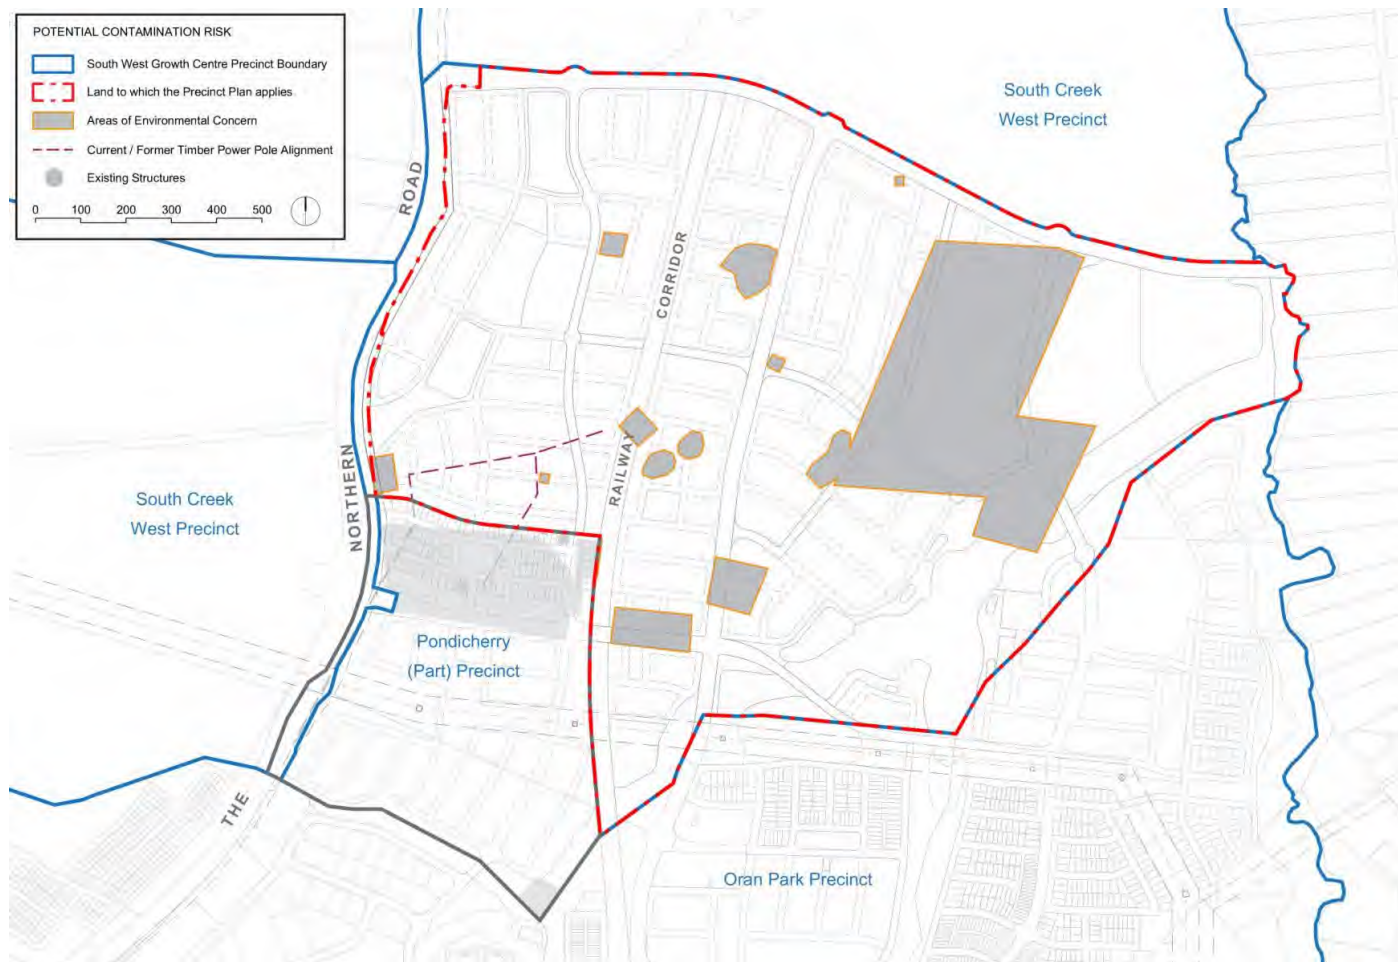 POTENTIAL CONTAMINATION RISK
South West Growth Centre Precinct Boundary
Land to which the Precinct Plan applies
Areas of Environmental Concern
Current / Former Timber Power Pole Alignment
Existing Structures
0 100 200 300 400 500
South Creek
West Precinct
ROAD
CORRIDOR
RAILWAY
NORTHERN
South Creek
West Precinct
Pondicherry
(Part) Precinct
THE
Oran Park Precinct